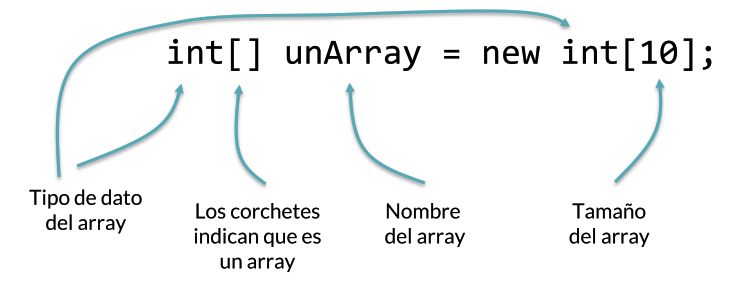 int[] unArray = new int[10];
Tipo de dato
del array
Los corchetes
indican que es
un array
Nombre
del array
Tamaño
del array